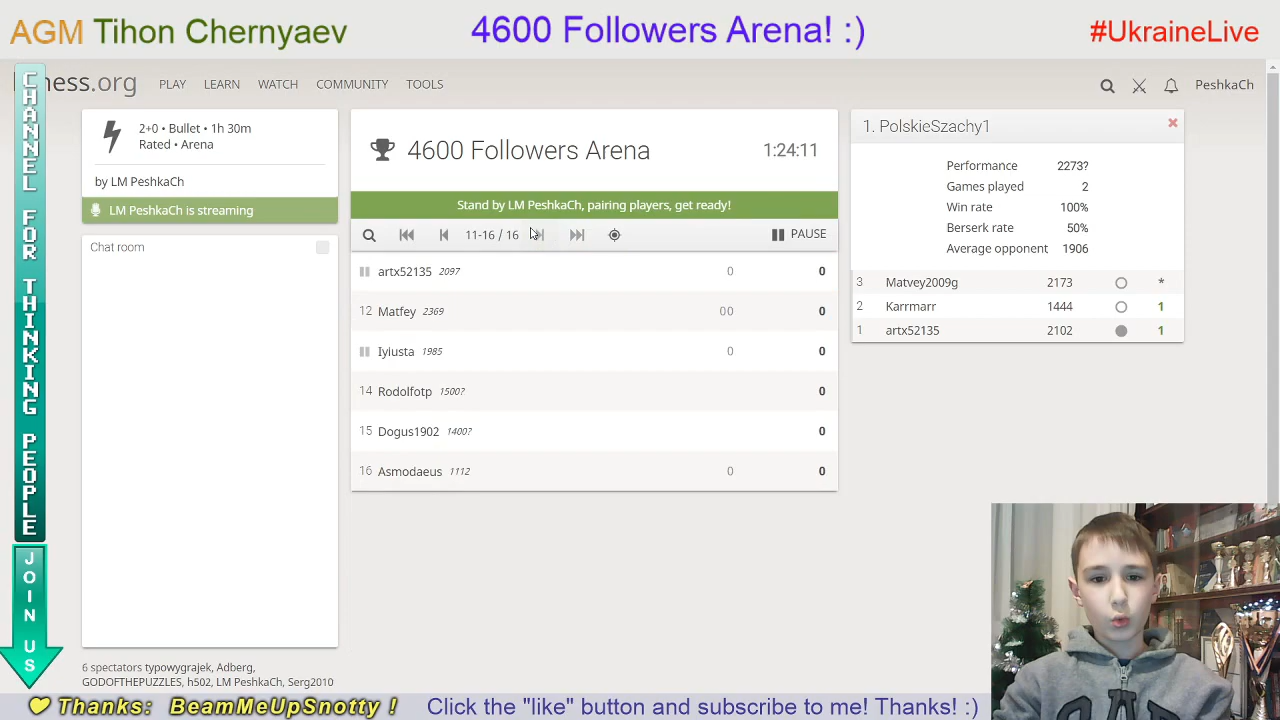 AGM Tihon Chernyaev
4600 Followers Arena! :)
#UkraineLive
CHANNEL FOR THINKING PEOPLE
JOIN US
hess.org
PLAY LEARN WATCH COMMUNITY TOOLS
PeshkaCh
2+0 • Bullet • 1h 30m
Rated • Arena
by LM PeshkaCh
LM PeshkaCh is streaming
Chat room
6 spectators typowygrajek, Adberg,
GODOFTHEPUZZLES, h502, LM PeshkaCh, Serg2010
4600 Followers Arena 1:24:11
Stand by LM PeshkaCh, pairing players, get ready!
11-16 / 16 PAUSE
artx52135 2097 0 0
12 Matfey 2369 00 0
Iylusta 1985 0 0
14 Rodolfotp 1500? 0
15 Dogus1902 1400? 0
16 Asmodaeus 1112 0 0
1. PolskieSzachy1
Performance 2273?
Games played 2
Win rate 100%
Berserk rate 50%
Average opponent 1906
3 Matvey2009g 2173 *
2 Karrmarr 1444 1
1 artx52135 2102 1
Thanks: BeamMeUpSnotty !
Click the "like" button and subscribe to me! Thanks! :)